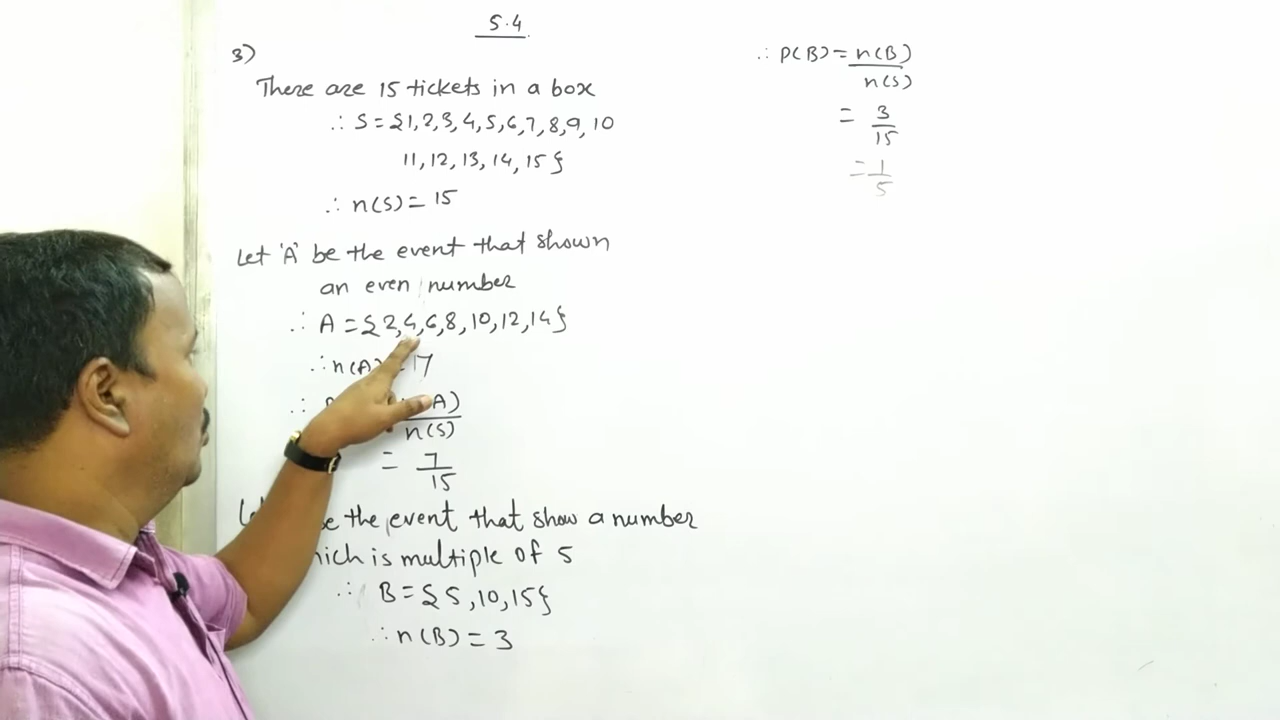 5.4
3)
There are 15 tickets in a box
∴ S = {1,2,3,4,5,6,7,8,9,10
11,12,13,14,15}
∴ n(S) = 15
Let 'A' be the event that shown
an even number
∴ A = {2,4,6,8,10,12,14}
∴ n(A) = 7
∴ A)
n(S)
= 7
15
be the event that show a number
is multiple of 5
∴ B = {5,10,15}
∴ n(B) = 3
∴ P(B) = n(B)
n(S)
= 3
15
= 1
5